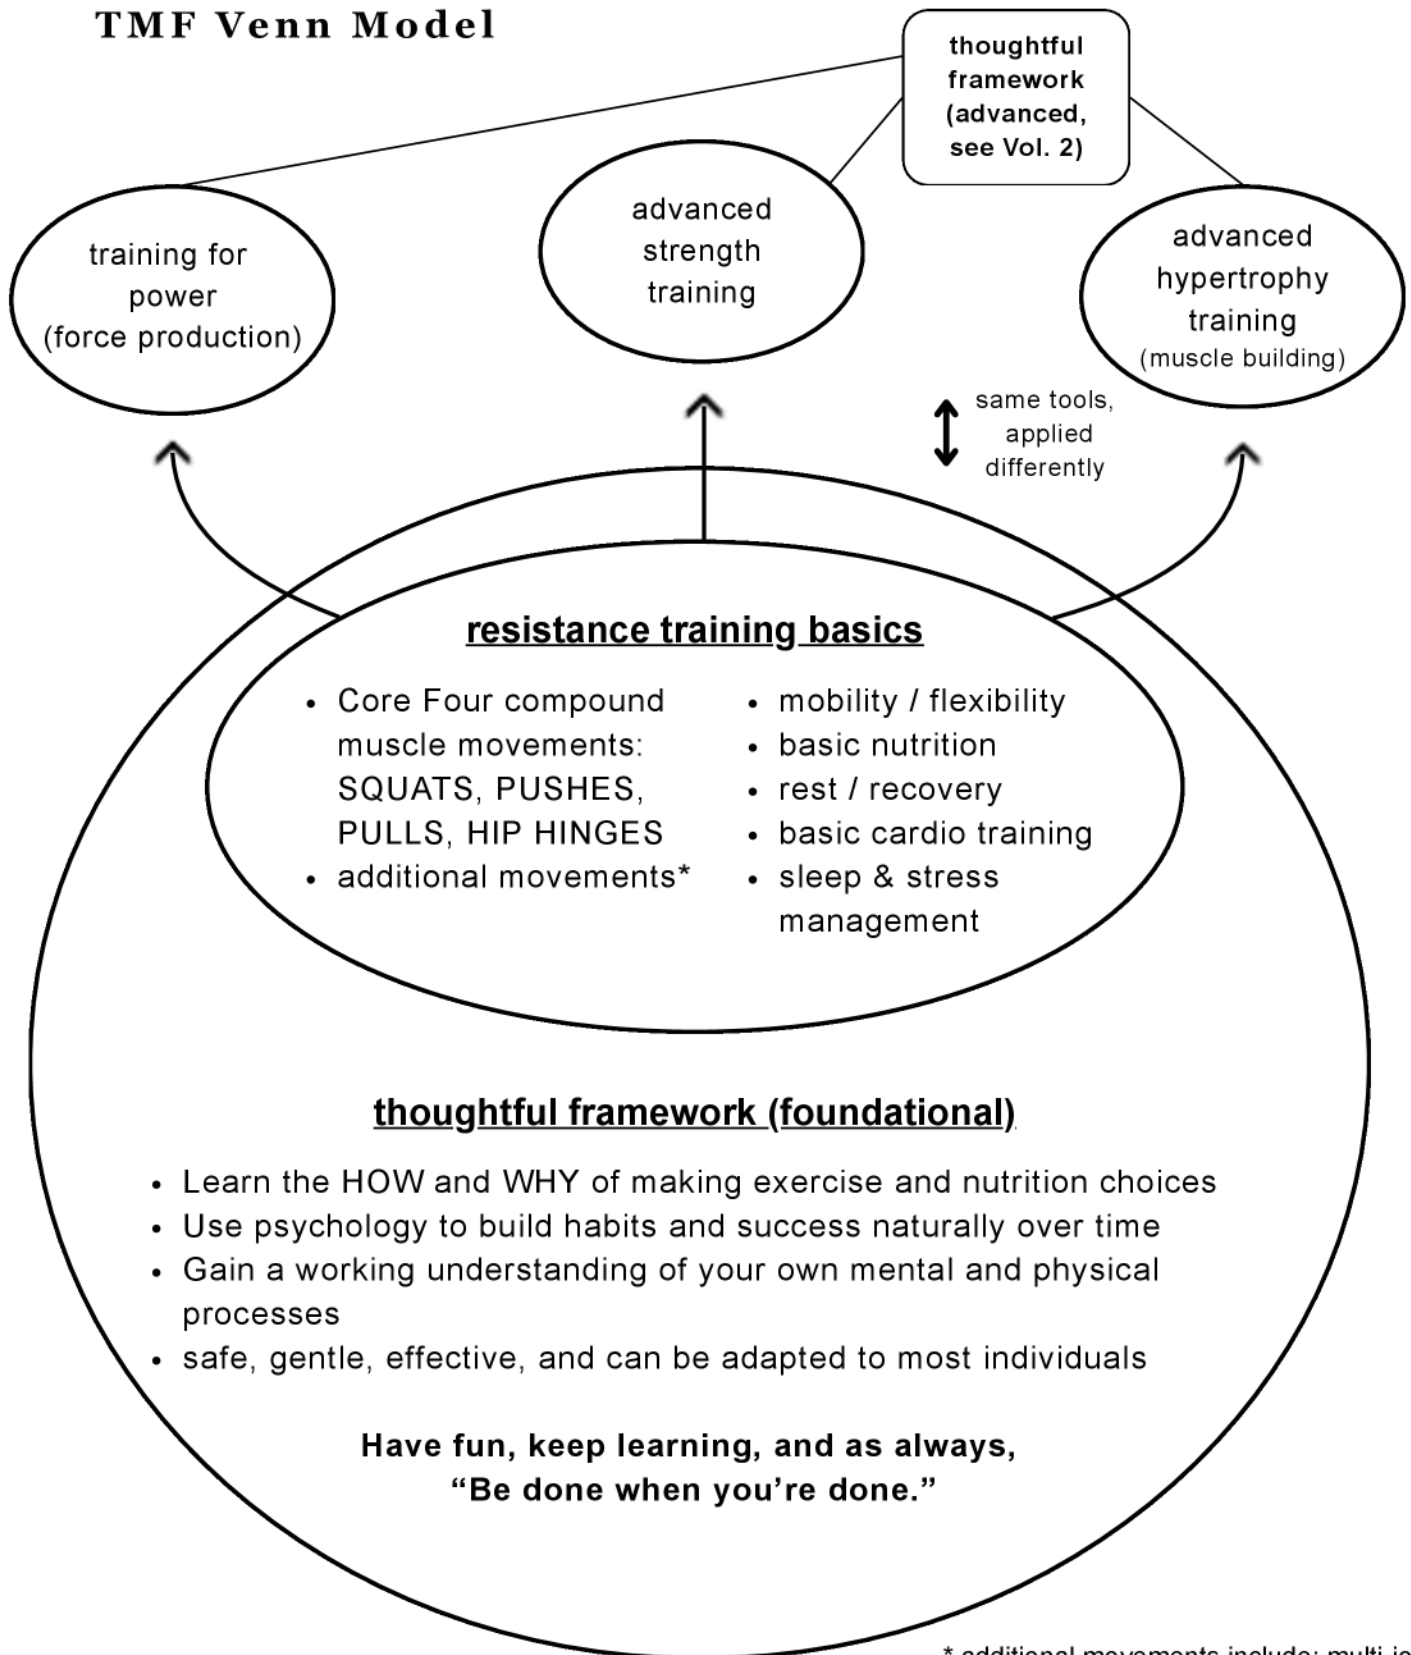 TMF Venn Model
thoughtful
framework
(advanced,
see Vol. 2)
training for
power
(force production)
advanced
strength
training
advanced
hypertrophy
training
(muscle building)
same tools,
applied
differently
resistance training basics
• Core Four compound
muscle movements:
SQUATS, PUSHES,
PULLS, HIP HINGES
• additional movements*
• mobility / flexibility
• basic nutrition
• rest / recovery
• basic cardio training
• sleep & stress
management
thoughtful framework (foundational)
• Learn the HOW and WHY of making exercise and nutrition choices
• Use psychology to build habits and success naturally over time
• Gain a working understanding of your own mental and physical
processes
• safe, gentle, effective, and can be adapted to most individuals
Have fun, keep learning, and as always,
“Be done when you’re done.”
* additional movements include: multi-